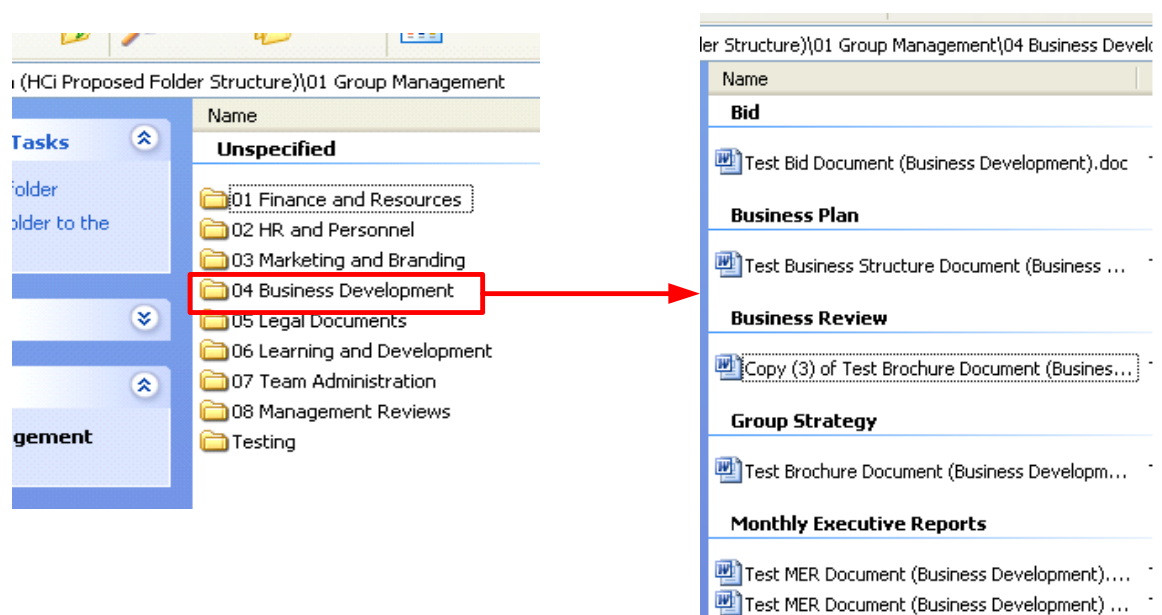 (HCi Proposed Folder Structure)\01 Group Management
Tasks
older to the
gement
Name
Unspecified
01 Finance and Resources
02 HR and Personnel
03 Marketing and Branding
04 Business Development
05 Legal Documents
06 Learning and Development
07 Team Administration
08 Management Reviews
Testing
ler Structure)\01 Group Management\04 Business Develo
Name
Bid
Test Bid Document (Business Development).doc
Business Plan
Test Business Structure Document (Business ...
Business Review
Copy (3) of Test Brochure Document (Busines...
Group Strategy
Test Brochure Document (Business Developm...
Monthly Executive Reports
Test MER Document (Business Development)....
Test MER Document (Business Development) ...